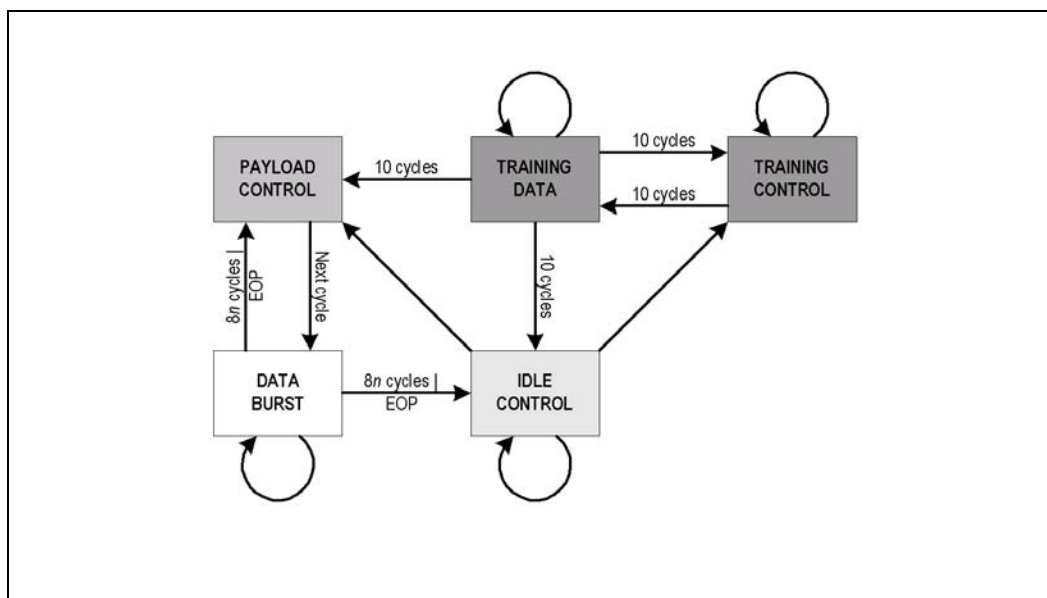 10 cycles
PAYLOAD
CONTROL
10 cycles
TRAINING
DATA
TRAINING
CONTROL
10 cycles
8n cycles |
EOP
Next cycle
10 cycles
DATA
BURST
8n cycles |
EOP
IDLE
CONTROL